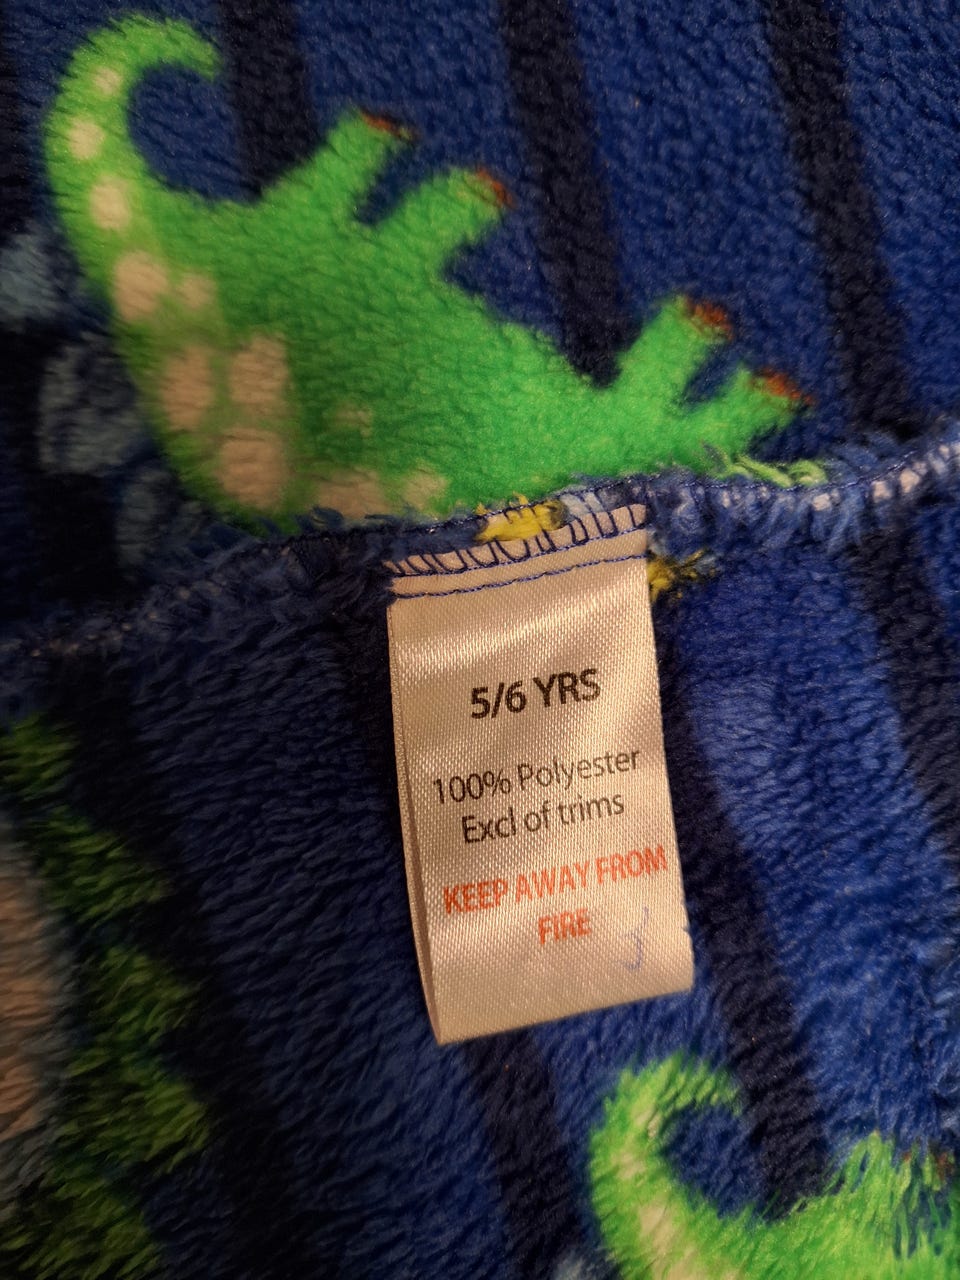 5/6 YRS
100% Polyester
Excl of trims
KEEP AWAY FROM
FIRE